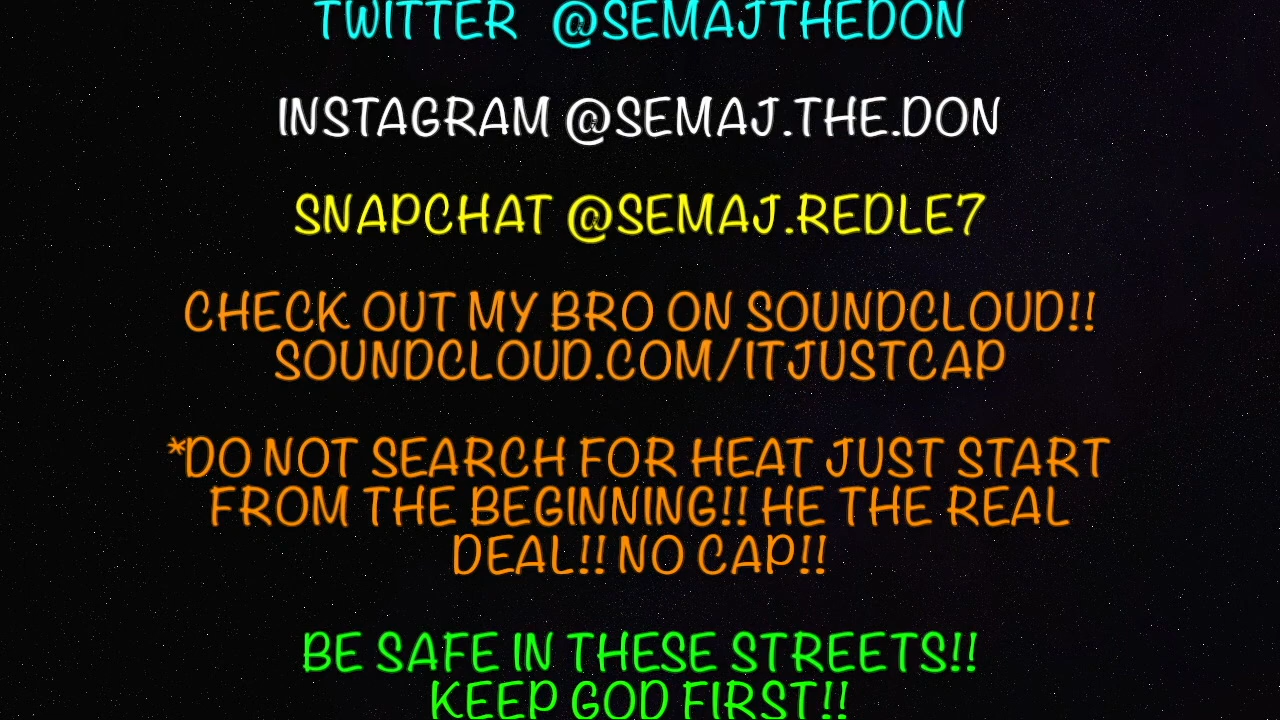 TWITTER @SEMAJTHEDON
INSTAGRAM @SEMAJ.THE.DON
SNAPCHAT @SEMAJ.REDLE7
CHECK OUT MY BRO ON SOUNDCLOUD!!
SOUNDCLOUD.COM/ITJUSTCAP
*DO NOT SEARCH FOR HEAT JUST START
FROM THE BEGINNING!! HE THE REAL
DEAL!! NO CAP!!
BE SAFE IN THESE STREETS!!
KEEP GOD FIRST!!